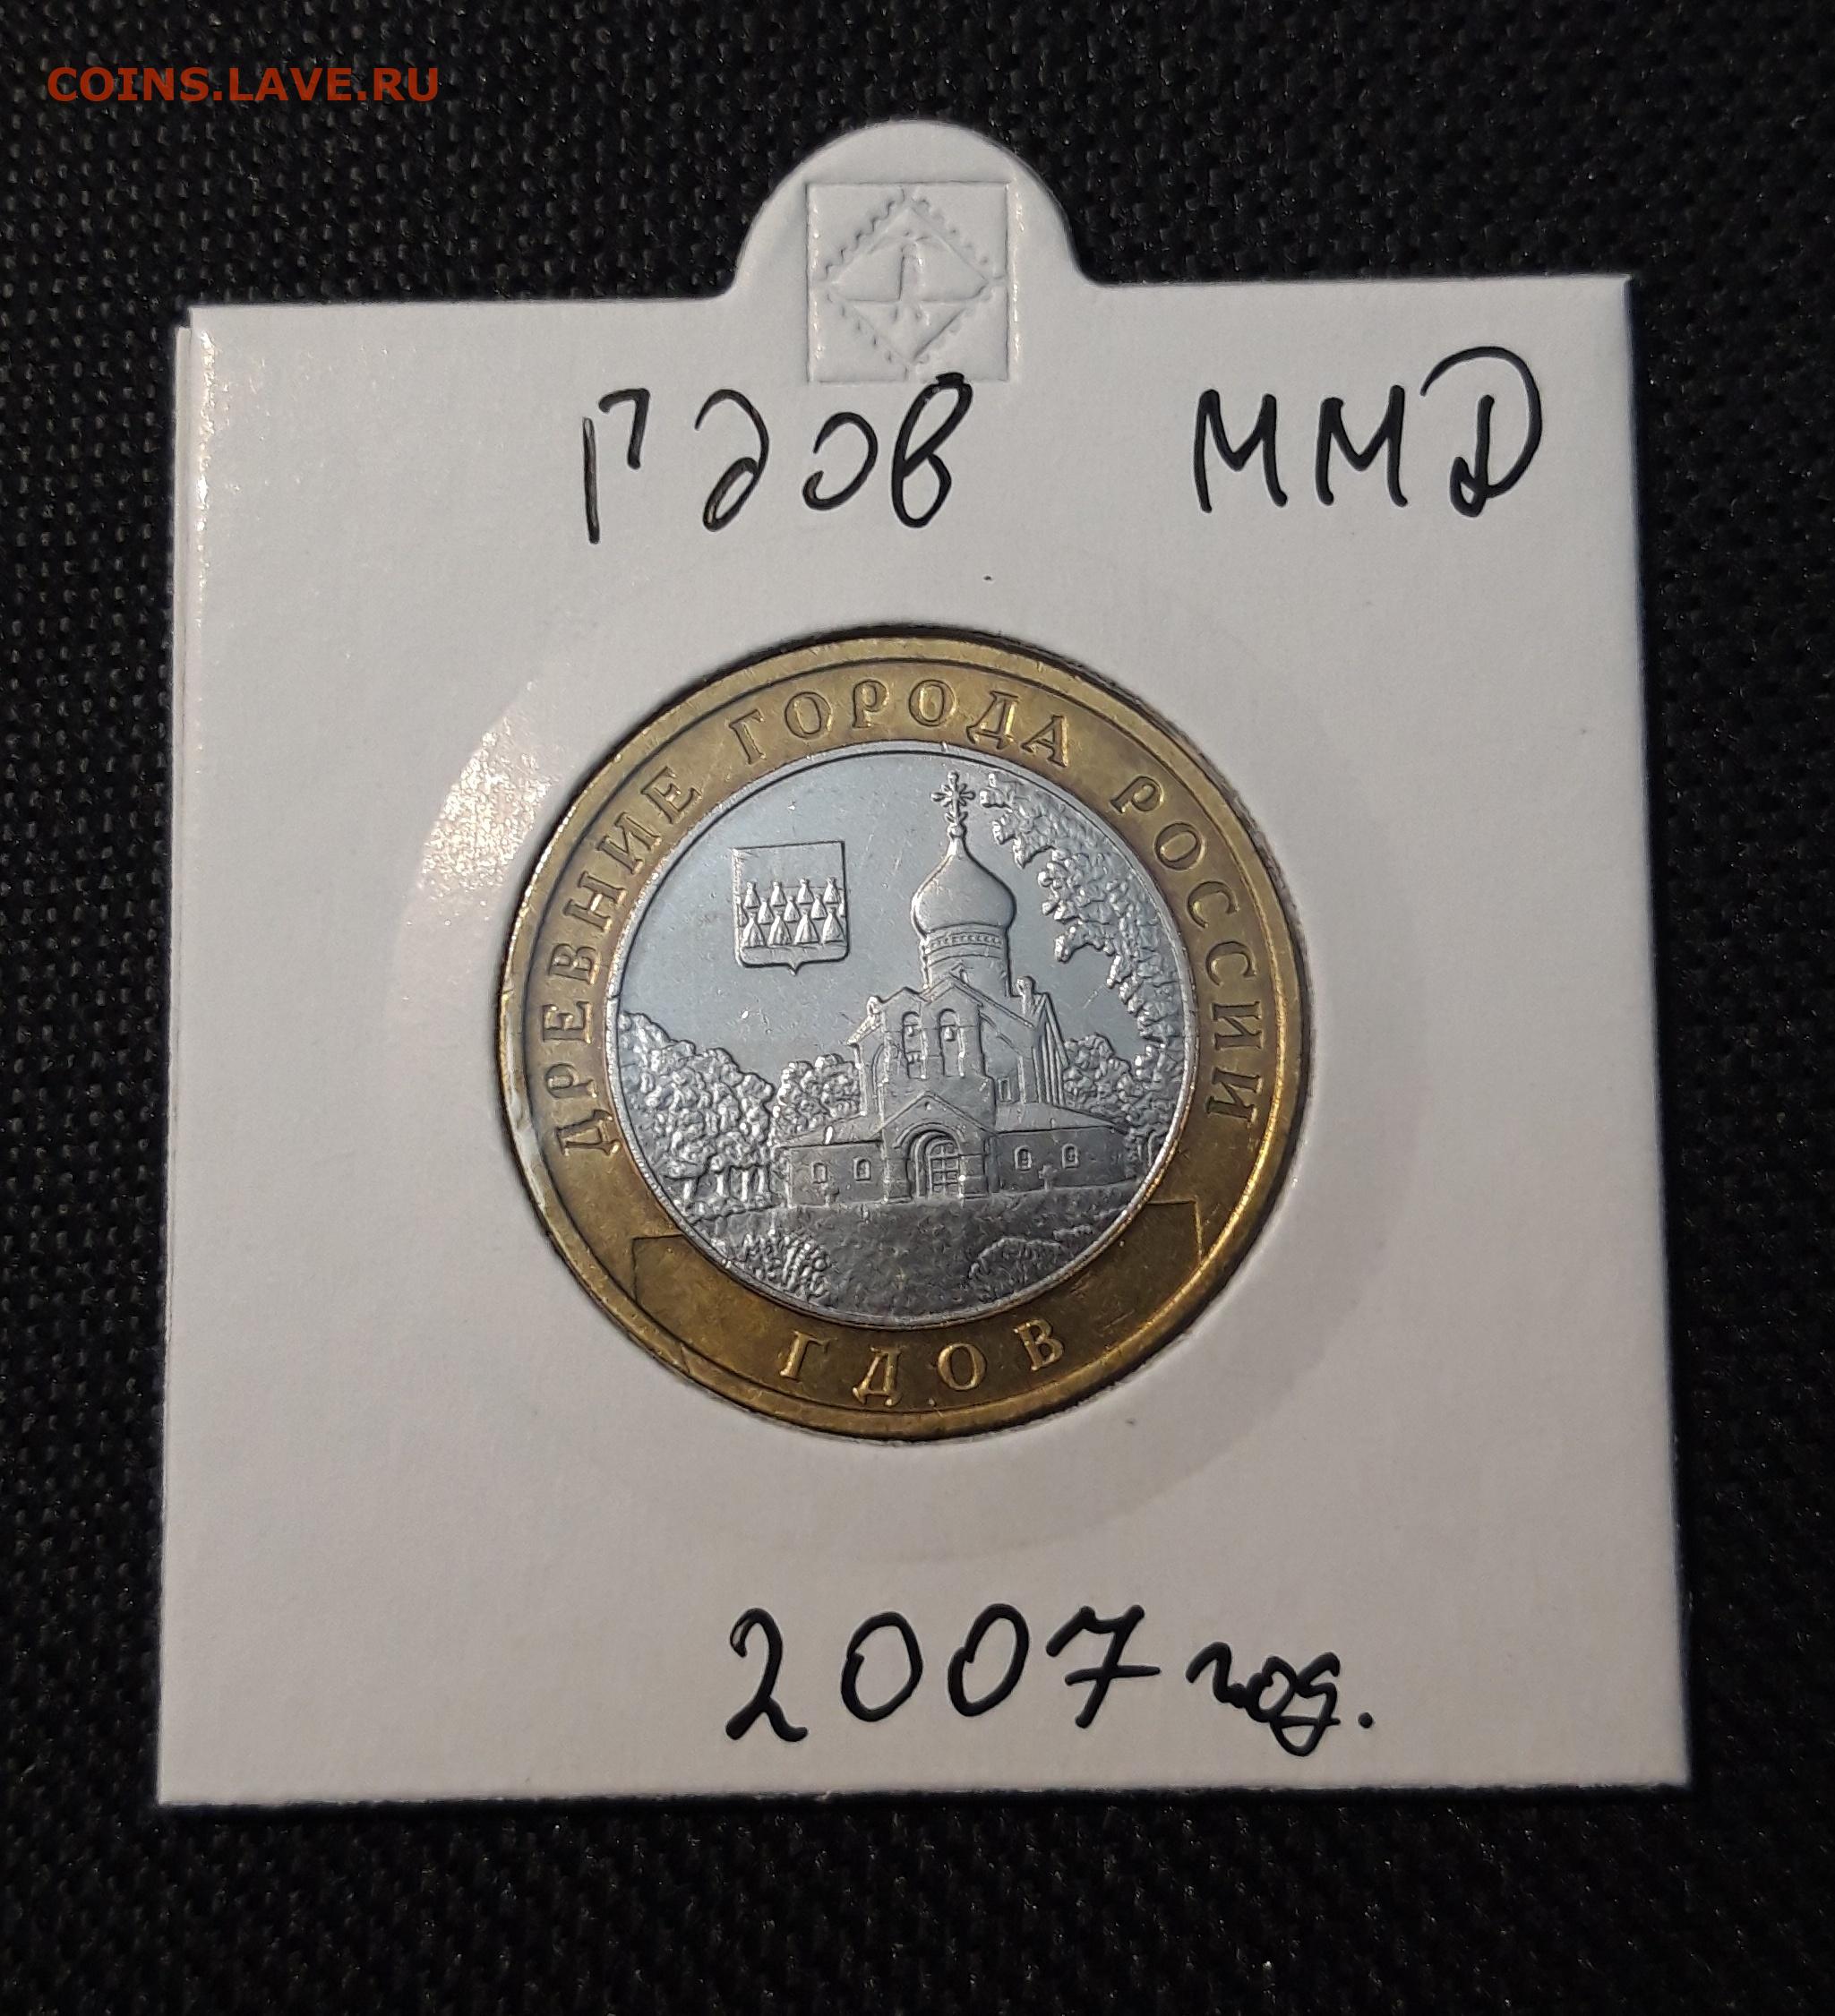 COINS.LAVE.RU
Гдов ММД
ДРЕВНИЕ ГОРОДА РОССИИ
ГДОВ
2007 год.